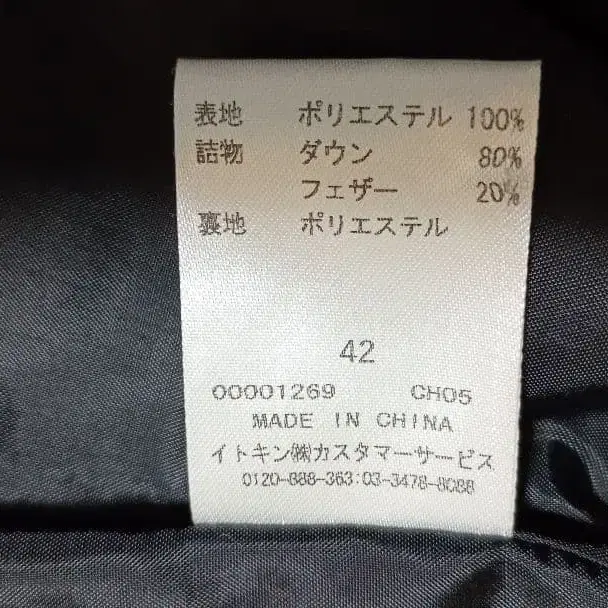 表地 ポリエステル 100%
詰物 ダウン 80%
フェザー 20%
裏地 ポリエステル
42
00001269 CH05
MADE IN CHINA
イトキン㈱カスタマーサービス
0120-888-363:03-3478-8088